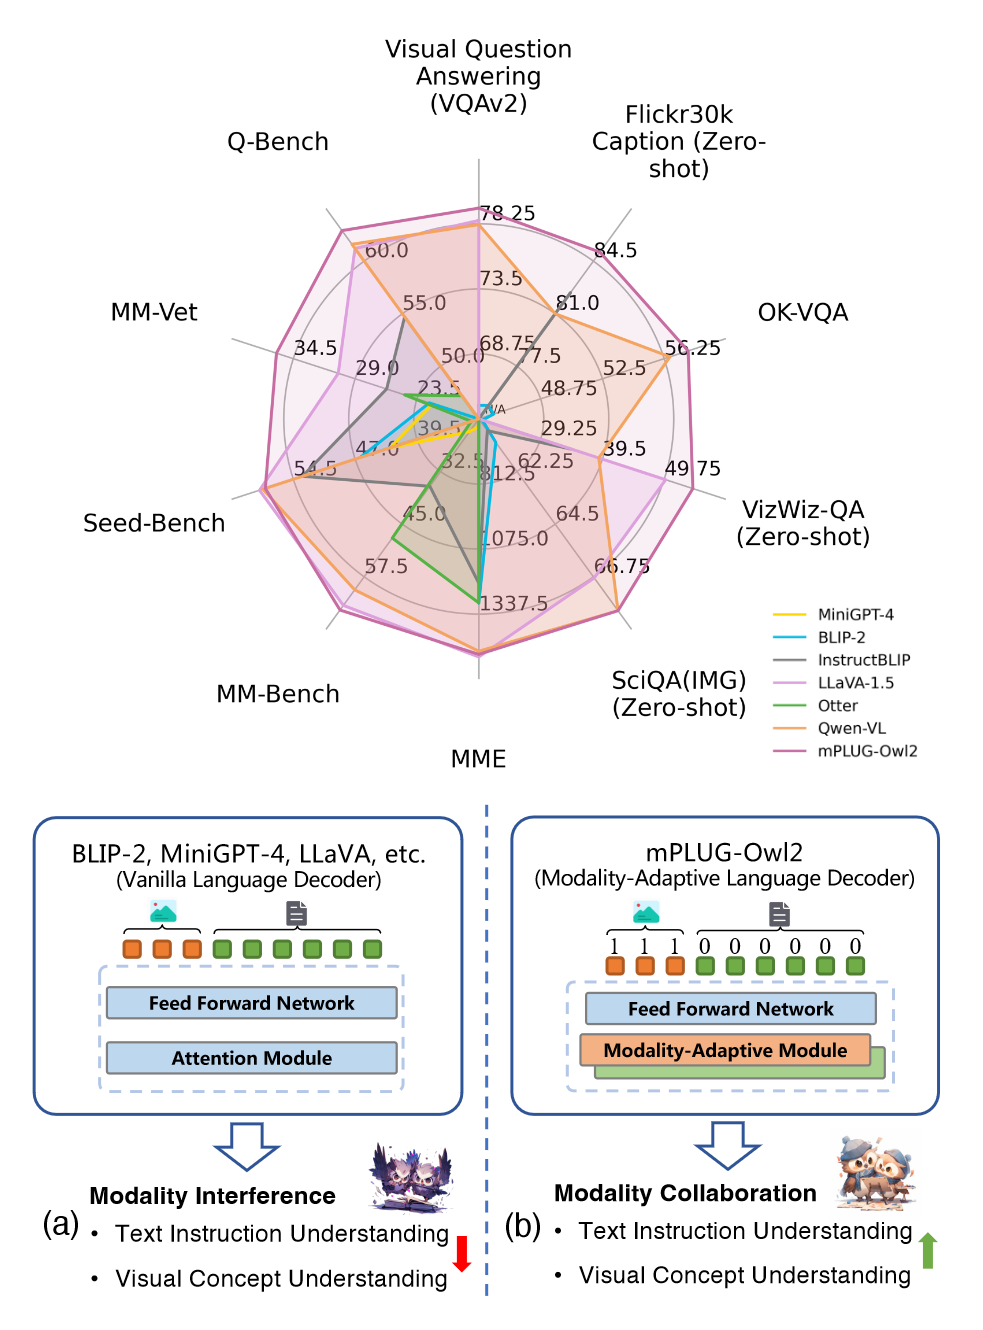 Visual Question
Answering
(VQAv2)
Flickr30k
Caption (Zero-
shot)
Q-Bench
78.25
60.0
84.5
73.5
55.0
81.0
MM-Vet
OK-VQA
34.5
68.75
56.25
50.0
77.5
29.0
52.5
23.5
48.75
N/A
39.5
29.25
47.0
39.5
54.5
32.5
62.25
49.75
812.5
Seed-Bench
45.0
64.5
VizWiz-QA
(Zero-shot)
1075.0
57.5
66.75
1337.5
MiniGPT-4
BLIP-2
InstructBLIP
LLaVA-1.5
Otter
Qwen-VL
mPLUG-Owl2
MM-Bench
SciQA(IMG)
(Zero-shot)
MME
BLIP-2, MiniGPT-4, LLaVA, etc.
(Vanilla Language Decoder)
Feed Forward Network
Attention Module
Modality Interference
(a)
• Text Instruction Understanding
• Visual Concept Understanding
mPLUG-Owl2
(Modality-Adaptive Language Decoder)
1 1 1 0 0 0 0 0 0
Feed Forward Network
Modality-Adaptive Module
Modality Collaboration
(b)
• Text Instruction Understanding
• Visual Concept Understanding